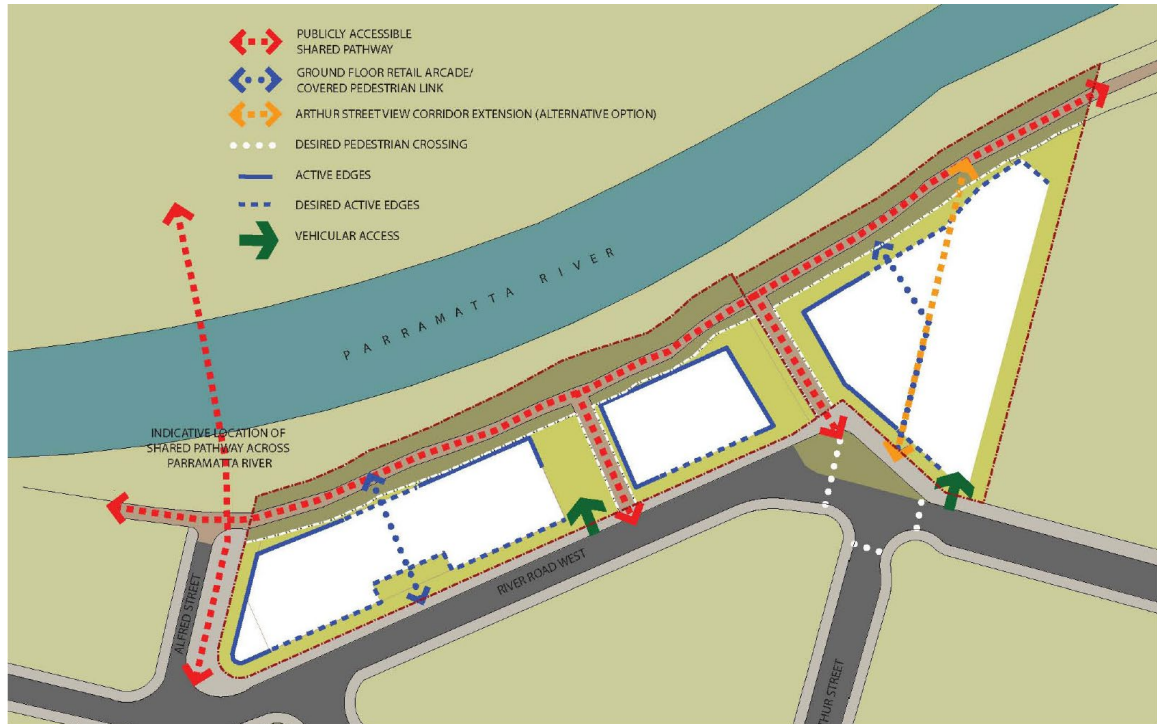 PUBLICLY ACCESSIBLE
SHARED PATHWAY
GROUND FLOOR RETAIL ARCADE/
COVERED PEDESTRIAN LINK
ARTHUR STREET VIEW CORRIDOR EXTENSION (ALTERNATIVE OPTION)
DESIRED PEDESTRIAN CROSSING
ACTIVE EDGES
DESIRED ACTIVE EDGES
VEHICULAR ACCESS
PARRAMATTA RIVER
INDICATIVE LOCATION OF
SHARED PATHWAY ACROSS
PARRAMATTA RIVER
ALFRED STREET
RIVER ROAD WEST
THUR STREET